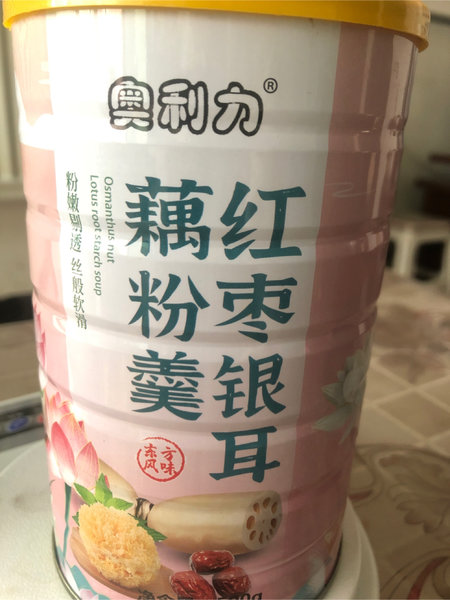 奥利力®
红枣银耳
藕粉羹
Osmanthus nut
Lotus root starch soup
粉嫩剔透 丝般软滑
东方
风味